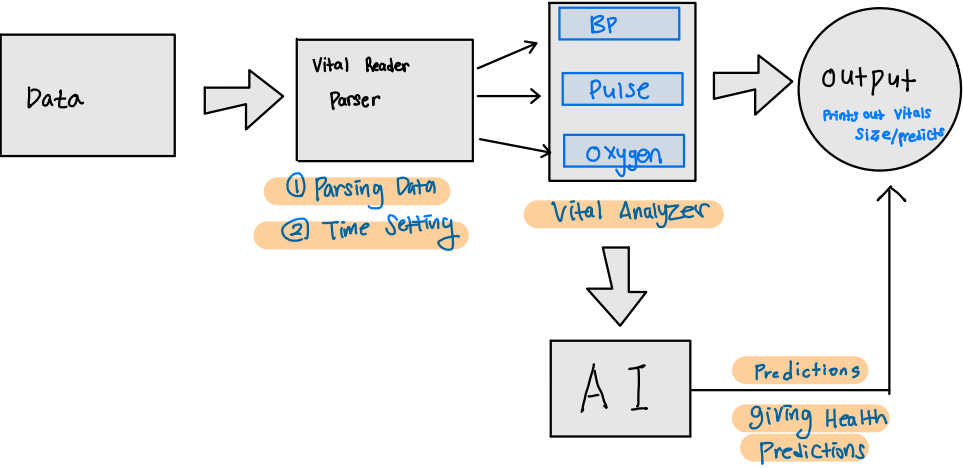 Data
Vital Reader
Parser
① Parsing Data
② Time Setting
BP
Pulse
Oxygen
Vital Analyzer
Output
Prints out Vitals
Size/predicts
AI
Predictions
giving Health
Predictions